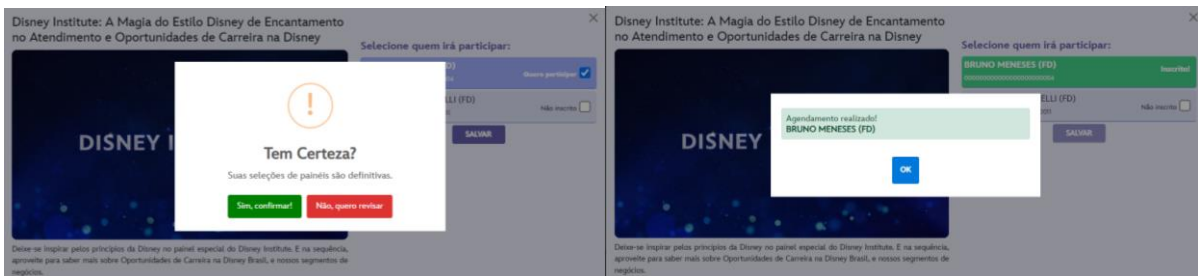 Disney Institute: A Magia do Estilo Disney de Encantamento
no Atendimento e Oportunidades de Carreira na Disney
Selecione quem irá participar:
Quero participar
LLI (FD)
Não inscrito
SALVAR
DISNEY I
!
Tem Certeza?
Suas seleções de painéis são definitivas.
Sim, confirmar!
Não, quero revisar
Deixe-se inspirar pelos princípios da Disney no painel especial do Disney Institute. E na sequência,
aproveite para saber mais sobre Oportunidades de Carreira na Disney Brasil, e nossos segmentos de
negócios.
Disney Institute: A Magia do Estilo Disney de Encantamento
no Atendimento e Oportunidades de Carreira na Disney
Selecione quem irá participar:
BRUNO MENESES (FD)
Inscrito!
ELLI (FD)
Não inscrito
SALVAR
DISNEY
Agendamento realizado!
BRUNO MENESES (FD)
OK
Deixe-se inspirar pelos princípios da Disney no painel especial do Disney Institute. E na sequência,
aproveite para saber mais sobre Oportunidades de Carreira na Disney Brasil, e nossos segmentos de
negócios.